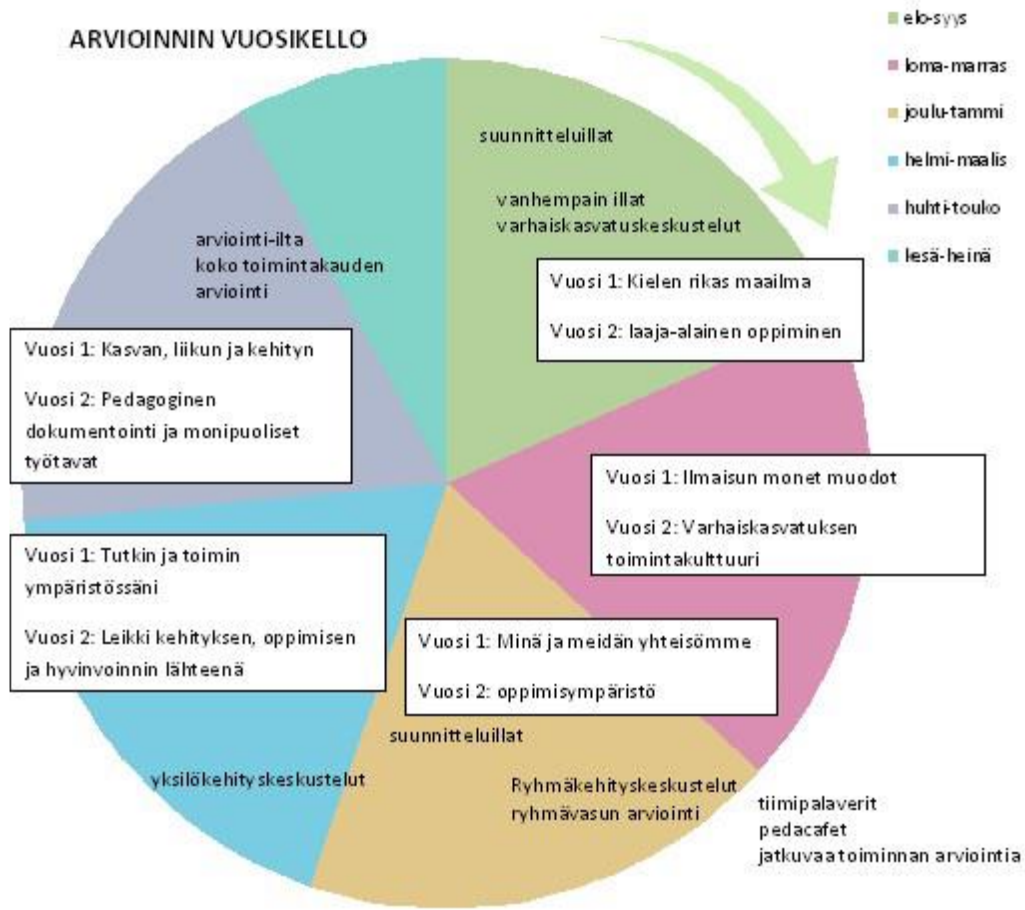 ARVIOINNIN VUOSIKELLO
elo-syys
loma-marras
joulu-tammi
helmi-maalis
huhti-touko
kesä-heinä
suunnitteluillat
vanhempain illat
varhaiskasvatuskeskustelut
Vuosi 1: Kielen rikas maailma
Vuosi 2: laaja-alainen oppiminen
Vuosi 1: Ilmaisun monet muodot
Vuosi 2: Varhaiskasvatuksen
toimintakulttuuri
Vuosi 1: Minä ja meidän yhteisömme
Vuosi 2: oppimisympäristö
suunnitteluillat
Ryhmäkehityskeskustelut
ryhmävasun arviointi
tiimipalaverit
pedacafet
jatkuvaa toiminnan arviointia
Vuosi 1: Tutkin ja toimin
ympäristössäni
Vuosi 2: Leikki kehityksen, oppimisen
ja hyvinvoinnin lähteenä
yksilökehityskeskustelut
arviointi-ilta
koko toimintakauden
arviointi
Vuosi 1: Kasvan, liikun ja kehityn
Vuosi 2: Pedagoginen
dokumentointi ja monipuoliset
työtavat